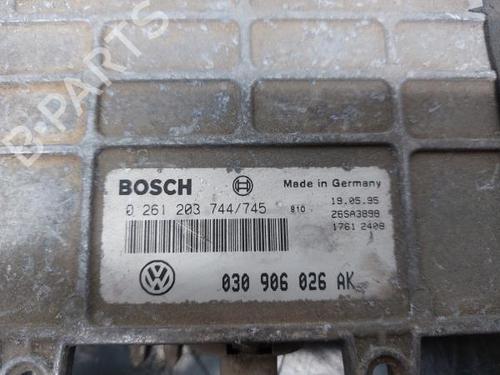 B-PARTS
BOSCH Made in Germany
0 261 203 744/745 810 19.05.95
26SA3898
1761 2408
030 906 026 AK